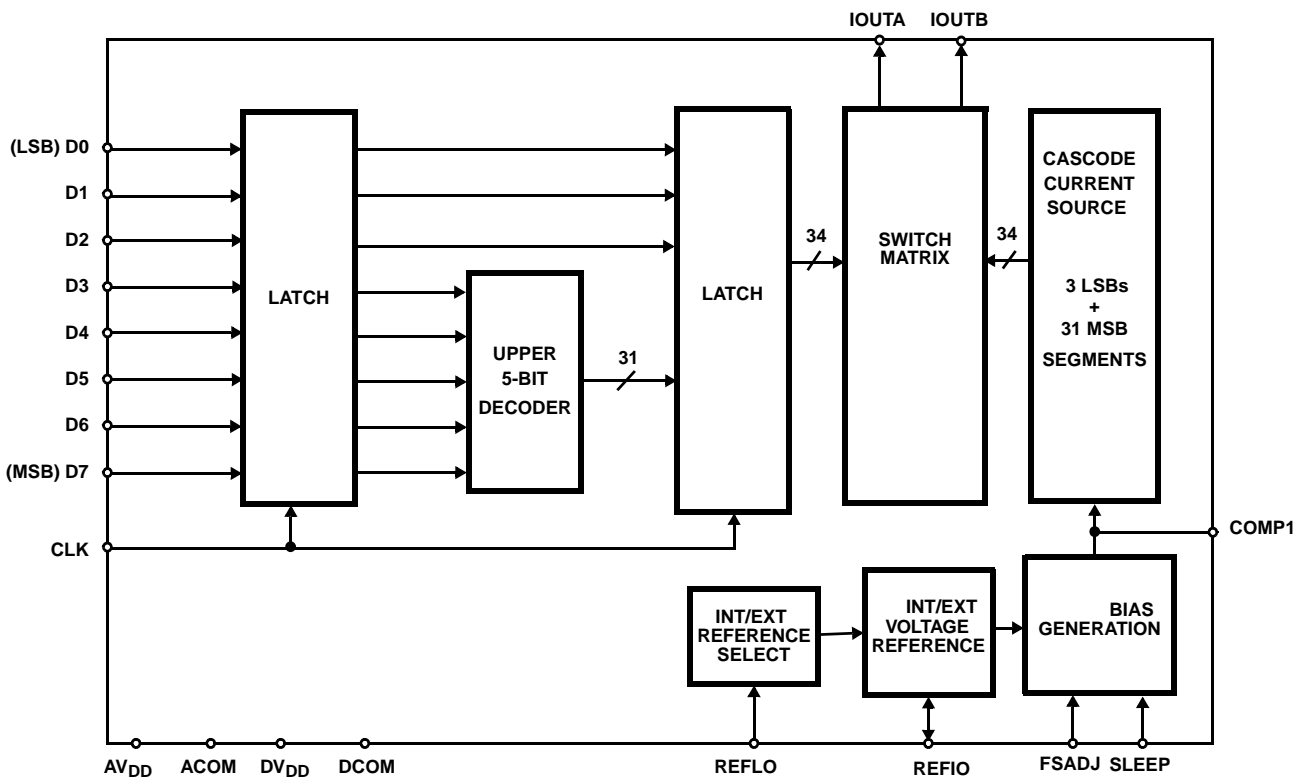 IOUTA IOUTB
(LSB) D0
D1
D2
D3
D4
D5
D6
(MSB) D7
CLK
LATCH
UPPER
5-BIT
DECODER
31
LATCH
34
SWITCH
MATRIX
34
CASCODE
CURRENT
SOURCE
3 LSBs
+
31 MSB
SEGMENTS
COMP1
INT/EXT
REFERENCE
SELECT
INT/EXT
VOLTAGE
REFERENCE
BIAS
GENERATION
AVDD ACOM DVDD DCOM REFLO REFIO FSADJ SLEEP